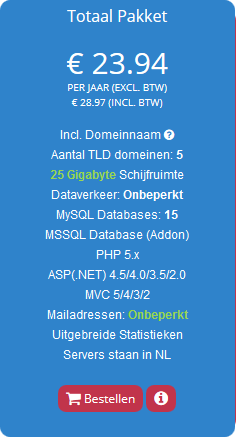 Totaal Pakket
€ 23.94
PER JAAR (EXCL. BTW)
€ 28.97 (INCL. BTW)
Incl. Domeinnaam ?
Aantal TLD domeinen: 5
25 Gigabyte Schijfruimte
Dataverkeer: Onbeperkt
MySQL Databases: 15
MSSQL Database (Addon)
PHP 5.x
ASP(.NET) 4.5/4.0/3.5/2.0
MVC 5/4/3/2
Mailadressen: Onbeperkt
Uitgebreide Statistieken
Servers staan in NL
Bestellen i